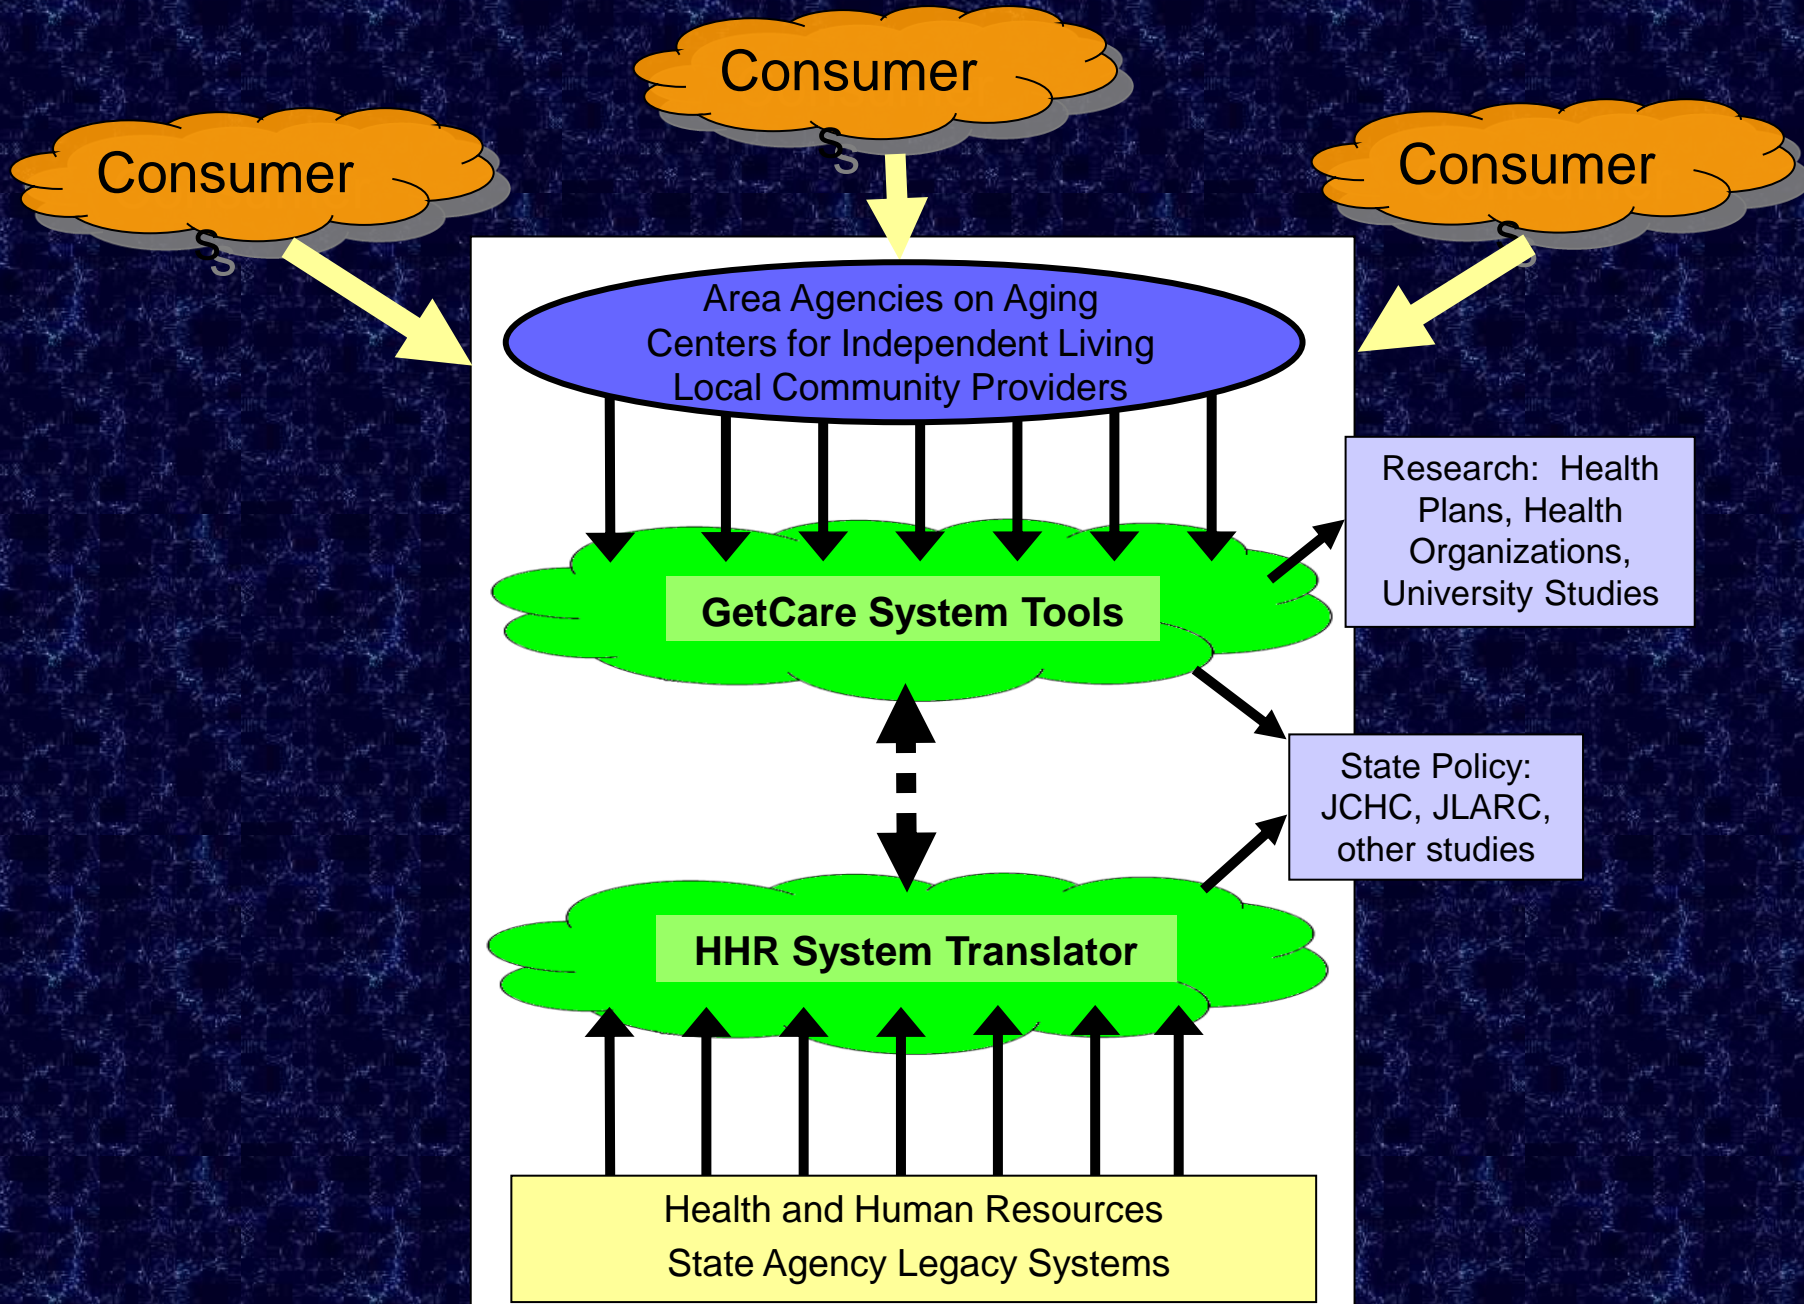 Consumer
s
Consumer
s
Consumer
s
Area Agencies on Aging
Centers for Independent Living
Local Community Providers
Research:  Health
Plans, Health
Organizations,
University Studies
GetCare System Tools
State Policy:
JCHC, JLARC,
other studies
HHR System Translator
Health and Human Resources
State Agency Legacy Systems